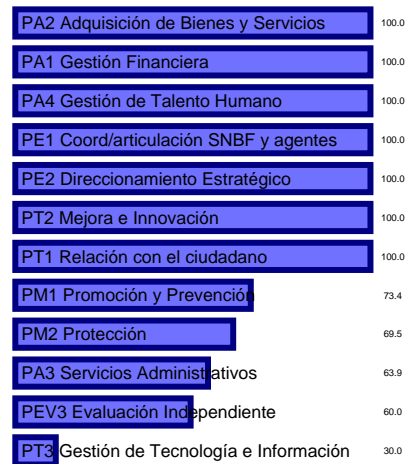 PA2 Adquisición de Bienes y Servicios 100.0
PA1 Gestión Financiera 100.0
PA4 Gestión de Talento Humano 100.0
PE1 Coord/articulación SNBF y agentes 100.0
PE2 Direccionamiento Estratégico 100.0
PT2 Mejora e Innovación 100.0
PT1 Relación con el ciudadano 100.0
PM1 Promoción y Prevención 73.4
PM2 Protección 69.5
PA3 Servicios Administrativos 63.9
PEV3 Evaluación Independiente 60.0
PT3 Gestión de Tecnología e Información 30.0